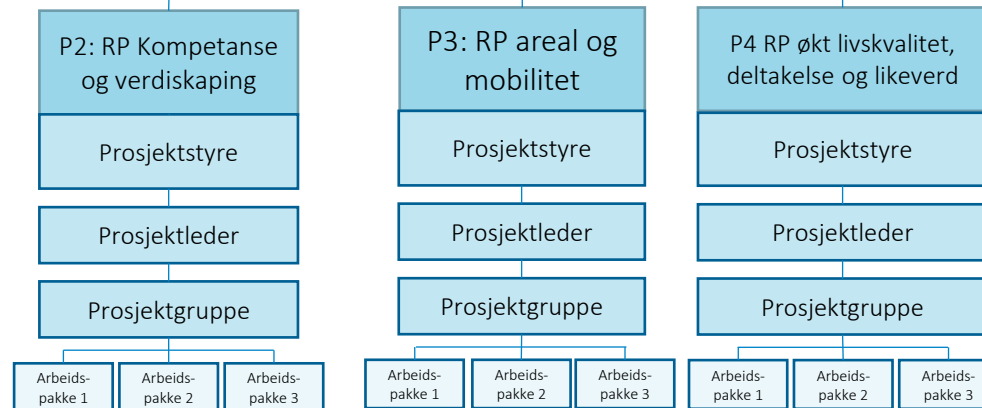 P2: RP Kompetanse
og verdiskaping
Prosjektstyre
Prosjektleder
Prosjektgruppe
Arbeids-
pakke 1
Arbeids-
pakke 2
Arbeids-
pakke 3
P3: RP areal og
mobilitet
Prosjektstyre
Prosjektleder
Prosjektgruppe
Arbeids-
pakke 1
Arbeids-
pakke 2
Arbeids-
pakke 3
P4 RP økt livskvalitet,
deltakelse og likeverd
Prosjektstyre
Prosjektleder
Prosjektgruppe
Arbeids-
pakke 1
Arbeids-
pakke 2
Arbeids-
pakke 3